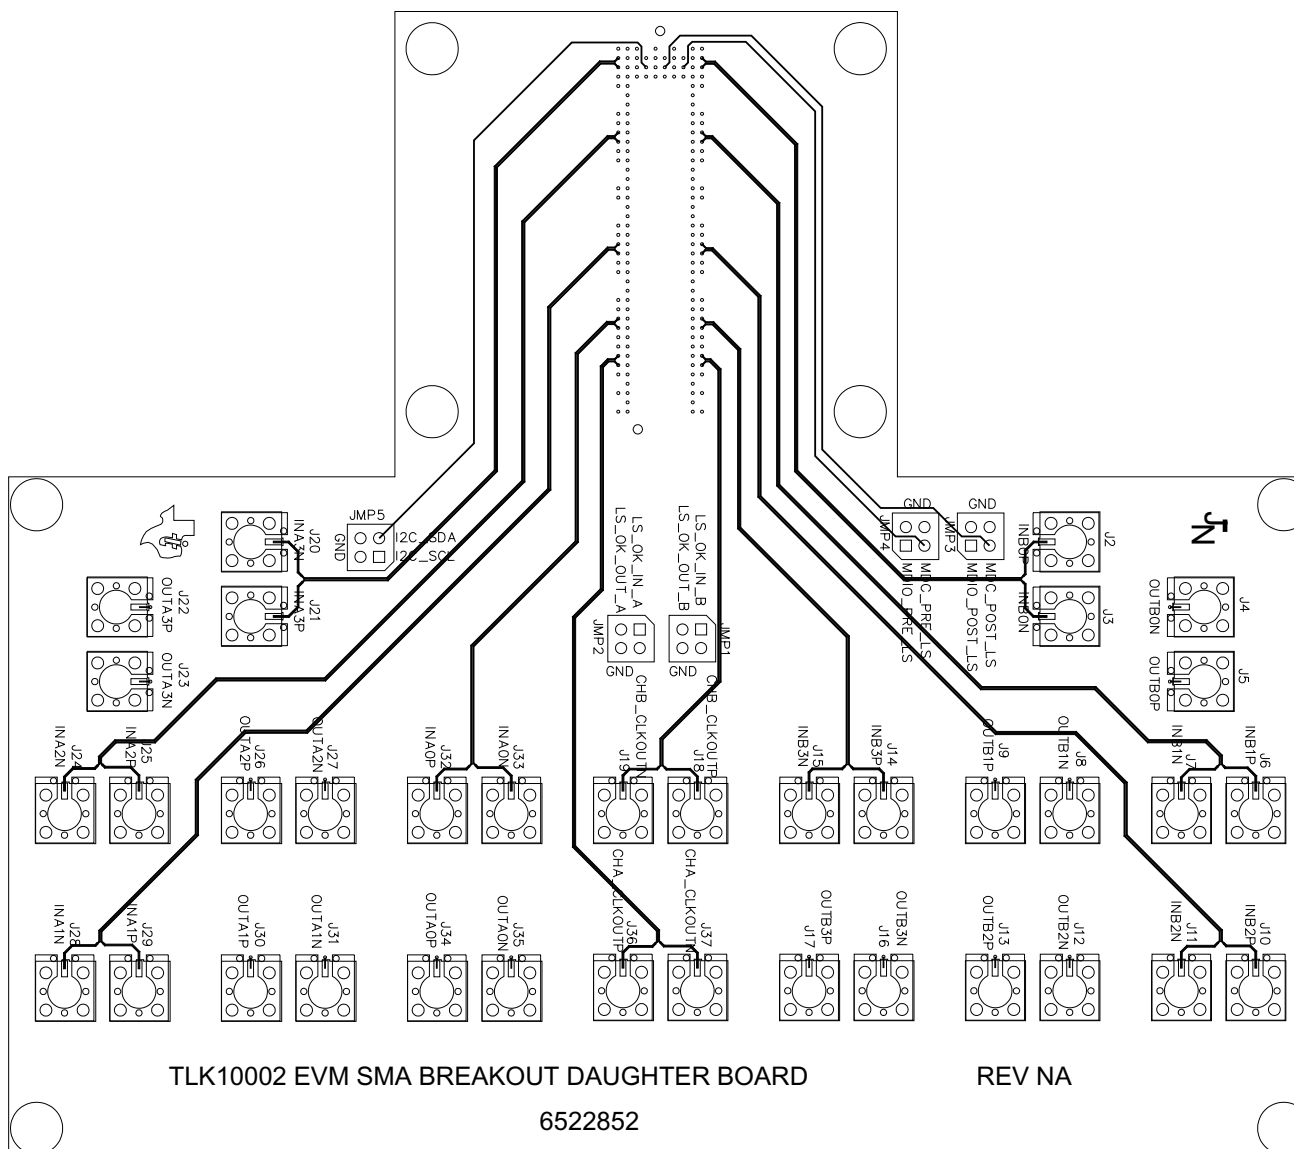 JMP5
I2C_SDA
I2C_SCL
GND
J20
INA3N
J21
INA3P
J22
OUTA3P
J23
OUTA3N
LS_OK_IN_A
LS_OK_OUT_A
LS_OK_IN_B
LS_OK_OUT_B
JMP2
GND
JMP1
GND
GND
JMP4
MDC_PRE_LS
MDIO_PRE_LS
GND
JMP3
MDC_POST_LS
MDIO_POST_LS
J2
INB0P
J3
INB0N
JN
J4
OUTB0N
J5
OUTB0P
J24
INA2N
J25
INA2P
J26
OUTA2P
J27
OUTA2N
J32
INA0P
J33
INA0N
CHB_CLKOUTN
J19
CHB_CLKOUTP
J18
J15
INB3N
J14
INB3P
J9
OUTB1P
J8
OUTB1N
J7
INB1N
J6
INB1P
J28
INA1N
J29
INA1P
J30
OUTA1P
J31
OUTA1N
J34
OUTA0P
J35
OUTA0N
CHA_CLKOUTP
J36
CHA_CLKOUTN
J37
OUTB3P
J17
OUTB3N
J16
J13
OUTB2P
J12
OUTB2N
J11
INB2N
J10
INB2P
TLK10002 EVM SMA BREAKOUT DAUGHTER BOARD
REV NA
6522852